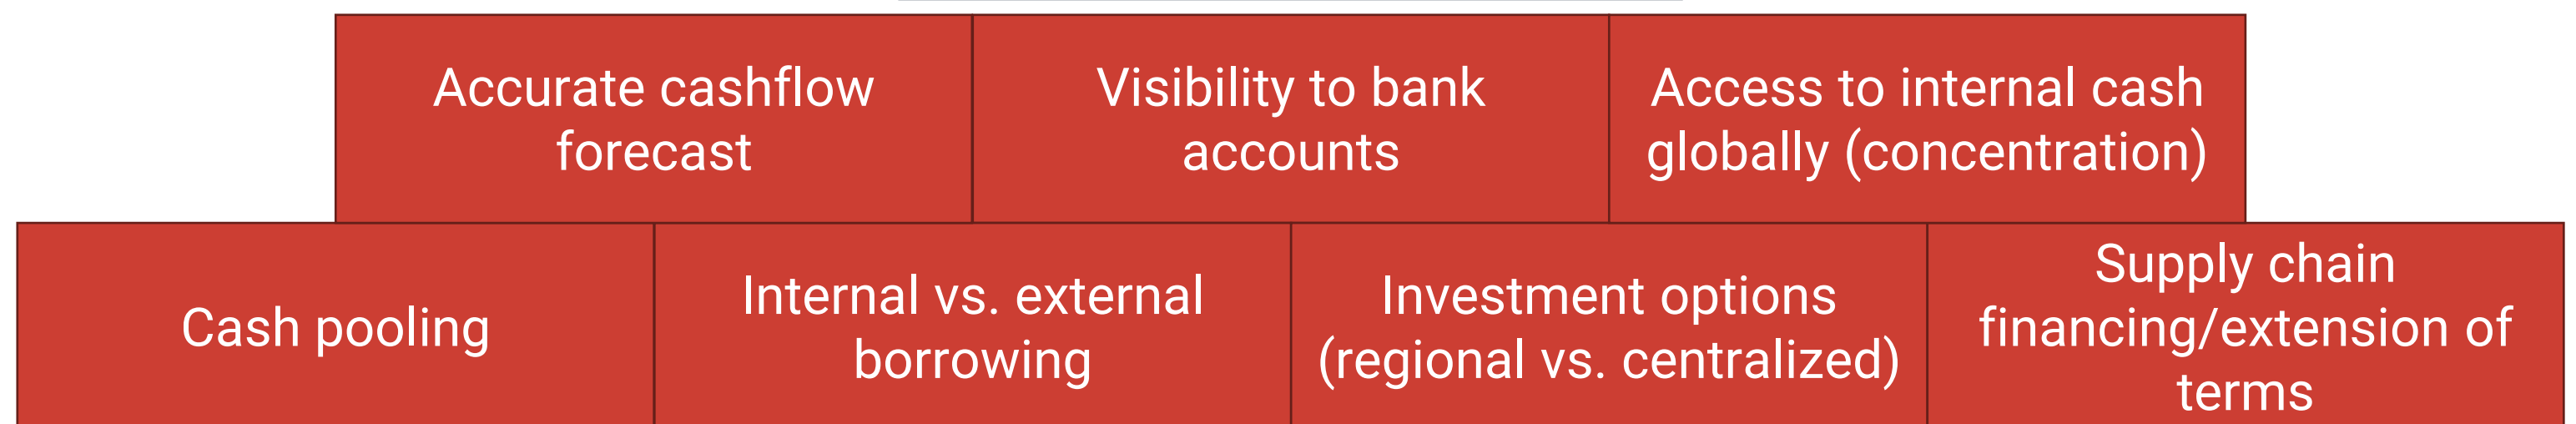 Accurate cashflow
forecast
Visibility to bank
accounts
Access to internal cash
globally (concentration)
Cash pooling
Internal vs. external
borrowing
Investment options
(regional vs. centralized)
Supply chain
financing/extension of
terms